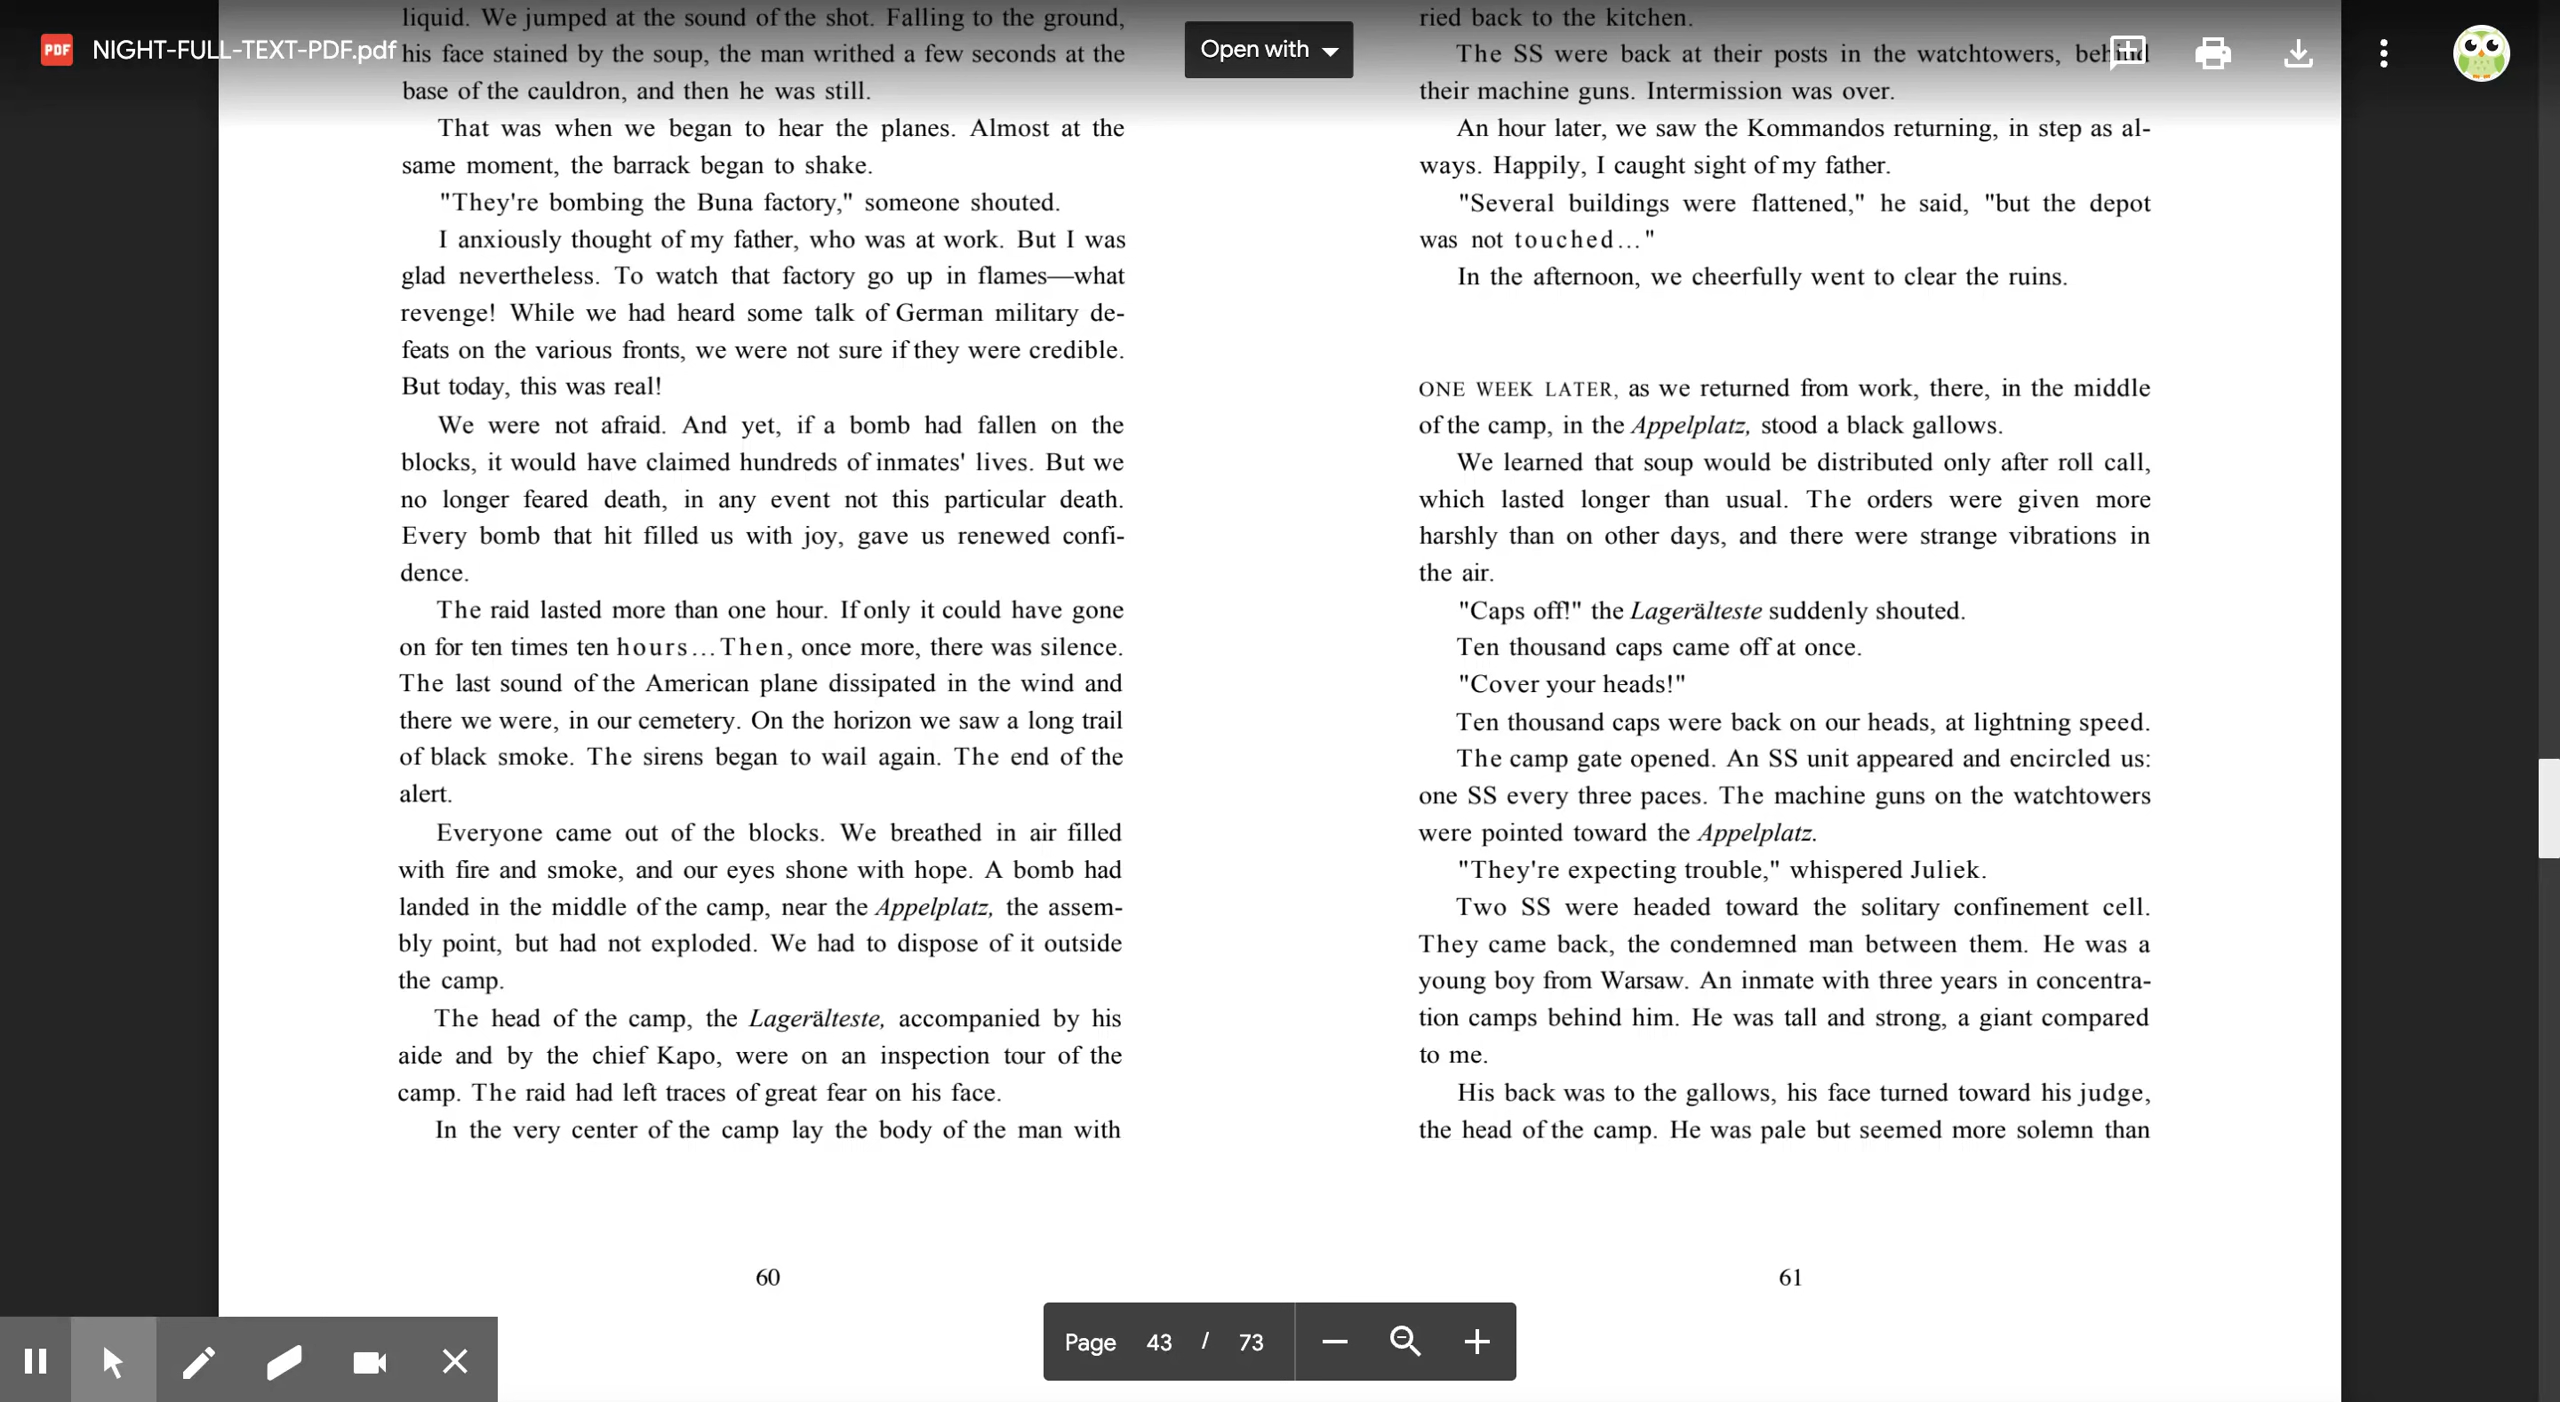 PDF NIGHT-FULL-TEXT-PDF.pdf
Open with
liquid. We jumped at the sound of the shot. Falling to the ground,
his face stained by the soup, the man writhed a few seconds at the
base of the cauldron, and then he was still.
That was when we began to hear the planes. Almost at the
same moment, the barrack began to shake.
"They're bombing the Buna factory," someone shouted.
I anxiously thought of my father, who was at work. But I was
glad nevertheless. To watch that factory go up in flames—what
revenge! While we had heard some talk of German military de-
feats on the various fronts, we were not sure if they were credible.
But today, this was real!
We were not afraid. And yet, if a bomb had fallen on the
blocks, it would have claimed hundreds of inmates' lives. But we
no longer feared death, in any event not this particular death.
Every bomb that hit filled us with joy, gave us renewed confi-
dence.
The raid lasted more than one hour. If only it could have gone
on for ten times ten hours...Then, once more, there was silence.
The last sound of the American plane dissipated in the wind and
there we were, in our cemetery. On the horizon we saw a long trail
of black smoke. The sirens began to wail again. The end of the
alert.
Everyone came out of the blocks. We breathed in air filled
with fire and smoke, and our eyes shone with hope. A bomb had
landed in the middle of the camp, near the Appelplatz, the assem-
bly point, but had not exploded. We had to dispose of it outside
the camp.
The head of the camp, the Lagerälteste, accompanied by his
aide and by the chief Kapo, were on an inspection tour of the
camp. The raid had left traces of great fear on his face.
In the very center of the camp lay the body of the man with
60
ried back to the kitchen.
The SS were back at their posts in the watchtowers, behind
their machine guns. Intermission was over.
An hour later, we saw the Kommandos returning, in step as al-
ways. Happily, I caught sight of my father.
"Several buildings were flattened," he said, "but the depot
was not touched..."
In the afternoon, we cheerfully went to clear the ruins.
ONE WEEK LATER, as we returned from work, there, in the middle
of the camp, in the Appelplatz, stood a black gallows.
We learned that soup would be distributed only after roll call,
which lasted longer than usual. The orders were given more
harshly than on other days, and there were strange vibrations in
the air.
"Caps off!" the Lagerälteste suddenly shouted.
Ten thousand caps came off at once.
"Cover your heads!"
Ten thousand caps were back on our heads, at lightning speed.
The camp gate opened. An SS unit appeared and encircled us:
one SS every three paces. The machine guns on the watchtowers
were pointed toward the Appelplatz.
"They're expecting trouble," whispered Juliek.
Two SS were headed toward the solitary confinement cell.
They came back, the condemned man between them. He was a
young boy from Warsaw. An inmate with three years in concentra-
tion camps behind him. He was tall and strong, a giant compared
to me.
His back was to the gallows, his face turned toward his judge,
the head of the camp. He was pale but seemed more solemn than
61
Page 43 / 73